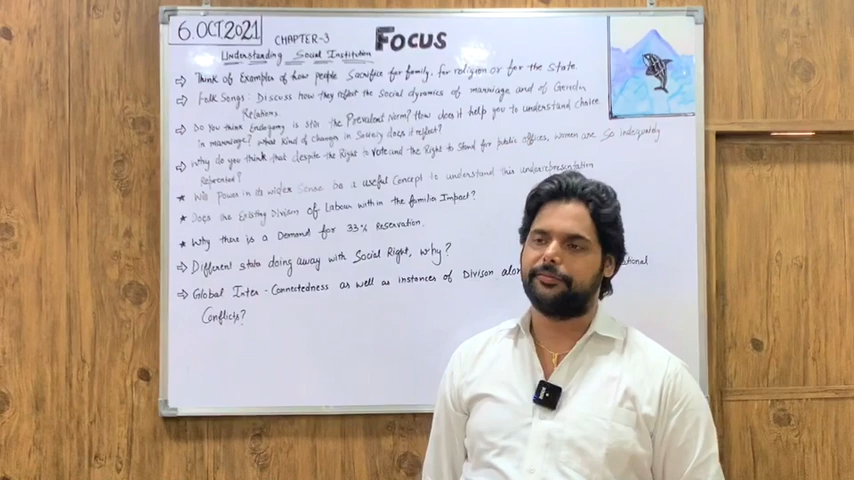 6.OCT.2021
CHAPTER-3
FOCUS
Understanding Social Institution
⇨ Think of Examples of how people Sacrifice for family, for religion or for the State.
⇨ Folk Songs: Discuss how they reflect the social dynamics of marriage and of Gender
Relations.
⇨ Do you think Endogamy is still the Prevalent norm? How does it help you to understand choice
in marriage? What kind of Changes in Society does it reflect?
⇨ Why do you think that despite the Right to vote and the Right to Stand for public offices, women are so
Represented?
* Will Power in its wider Sense be a useful Concept to understand this underrepresentation
* Does the Existing Division of Labour within the families Impact?
* Why there is a Demand for 33% Reservation.
⇨ Different states doing away with Social Right, why?
⇨ Global Inter-Connectedness as well as instances of Divison
Conflicts?